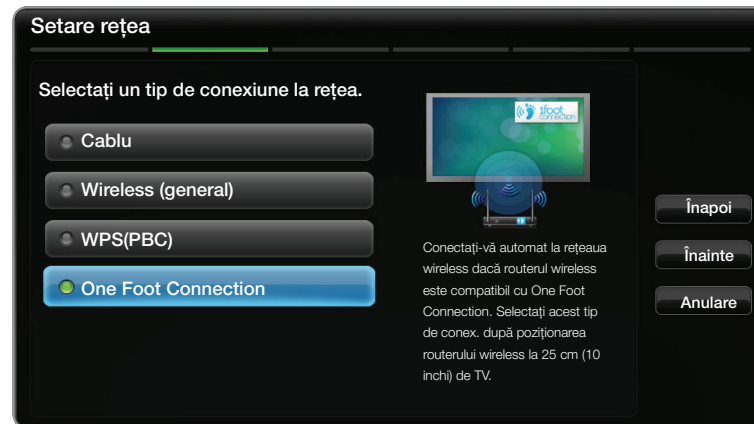 Setare rețea
Selectați un tip de conexiune la rețea.
Cablu
Wireless (general)
WPS(PBC)
One Foot Connection
1foot
connection
Conectați-vă automat la rețeaua
wireless dacă routerul wireless
este compatibil cu One Foot
Connection. Selectați acest tip
de conex. după poziționarea
routerului wireless la 25 cm (10
inchi) de TV.
Înapoi
Înainte
Anulare